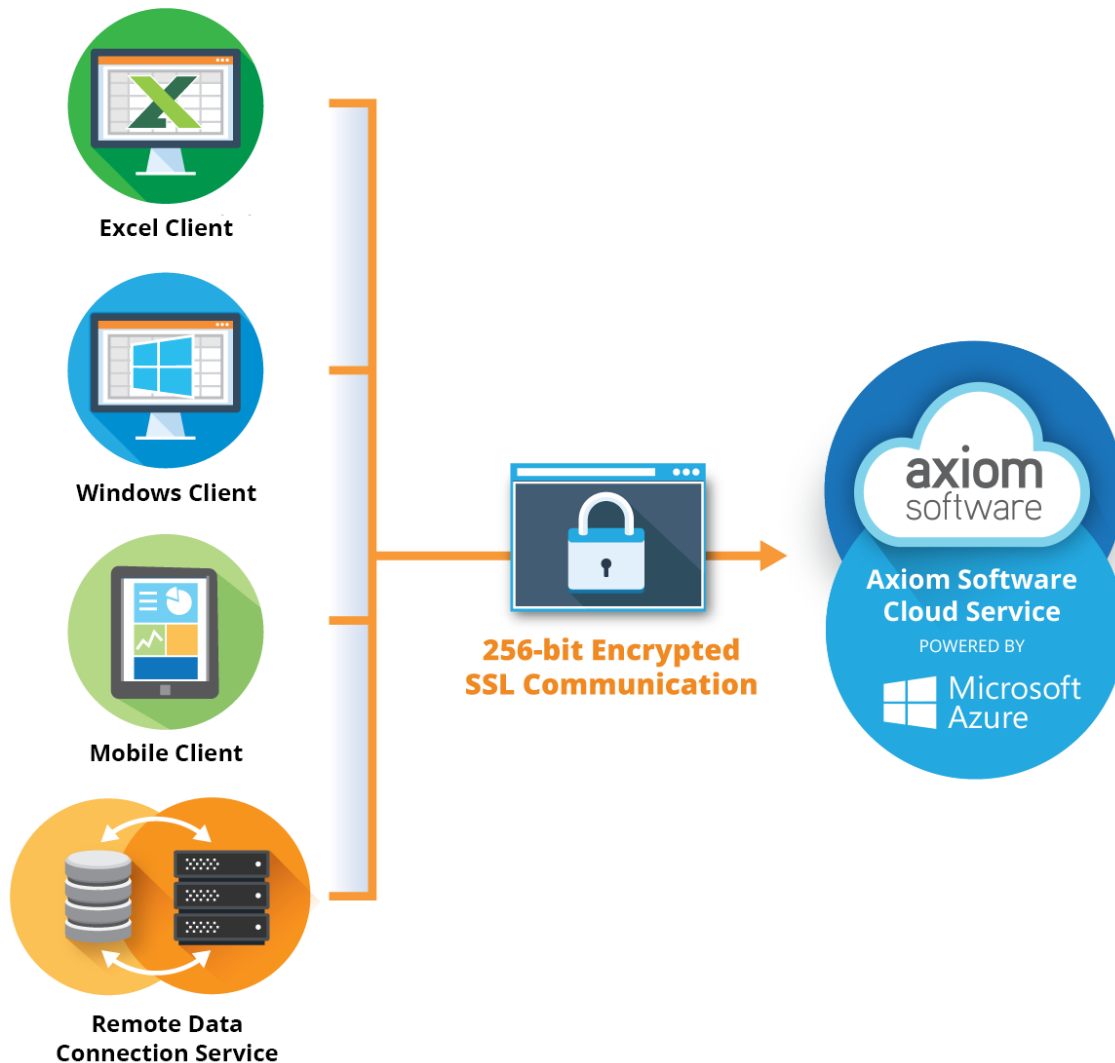 Excel Client
Windows Client
Mobile Client
Remote Data
Connection Service
256-bit Encrypted
SSL Communication
axiom
software
Axiom Software
Cloud Service
POWERED BY
Microsoft
Azure